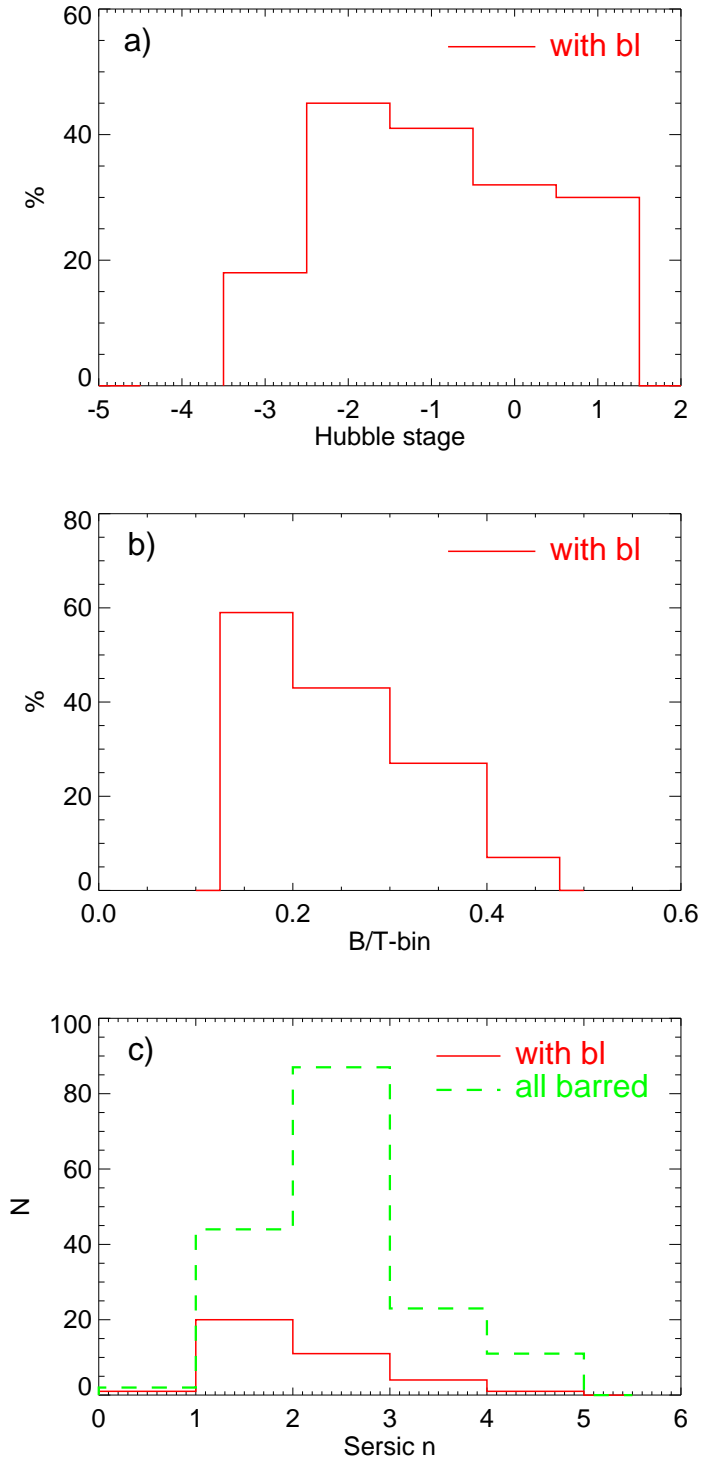 60
a)
with bl
40
%
20
0
-5 -4 -3 -2 -1 0 1 2
Hubble stage
80
b)
with bl
60
%
40
20
0
0.0 0.2 0.4 0.6
B/T-bin
100
c)
with bl
all barred
80
60
N
40
20
0
0 1 2 3 4 5 6
Sersic n